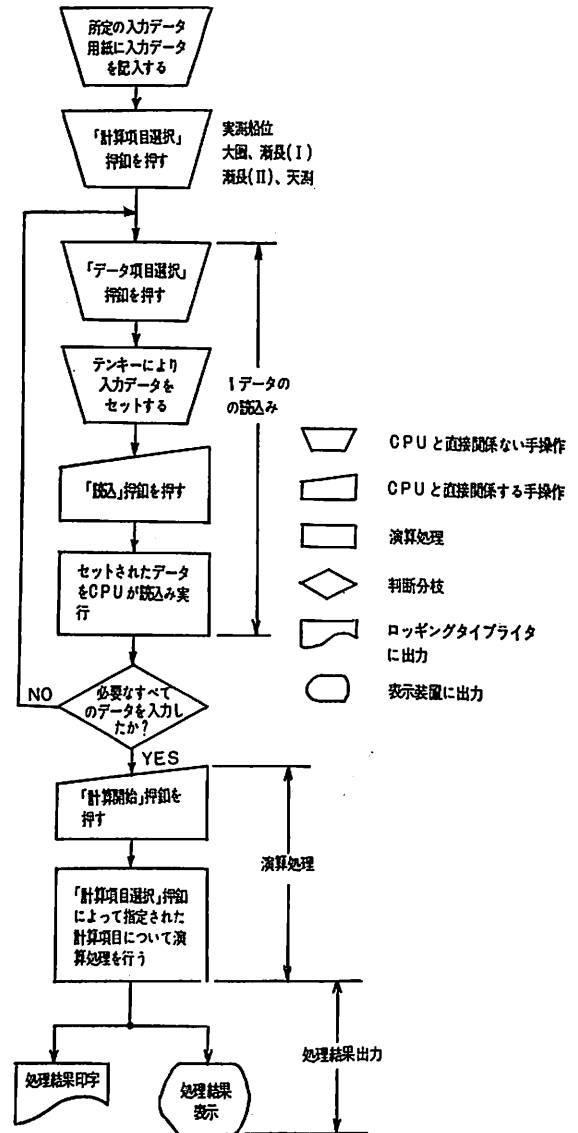 所定の入力データ
用紙に入力データ
を記入する
「計算項目選択」
押釦を押す
実測船位
大圏、漸長(Ⅰ)
漸長(Ⅱ)、天測
「データ項目選択」
押釦を押す
テンキーにより
入力データを
セットする
1データの
の読込み
「読込」押釦を押す
セットされたデータ
をCPUが読込み実
行
NO
必要なすべて
のデータを入力し
たか?
YES
「計算開始」押釦を
押す
演算処理
「計算項目選択」押釦
によって指定された
計算項目について演
算処理を行う
処理結果出力
処理結果印字
処理結果
表示
CPUと直接関係ない手操作
CPUと直接関係する手操作
演算処理
判断分枝
ロッギングタイプライタ
に出力
表示装置に出力